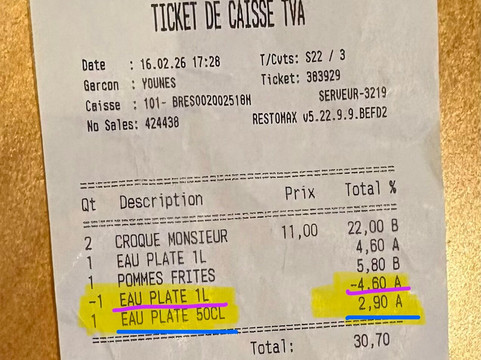 TICKET DE CAISSE TVA
Date : 16.02.26 17:28 T/Cvts: S22 / 3
Garcon : YOUNES Ticket: 383929
Caisse : 101- BRES002002518M SERVEUR-3219
No Sales: 424438 RESTOMAX v5.22.9.9.BEFD2
Qt Description Prix Total %
2 CROQUE MONSIEUR 11,00 22,00 B
1 EAU PLATE 1L 4,60 A
1 POMMES FRITES 5,80 B
-1 EAU PLATE 1L -4,60 A
1 EAU PLATE 50CL 2,90 A
Total: 30,70